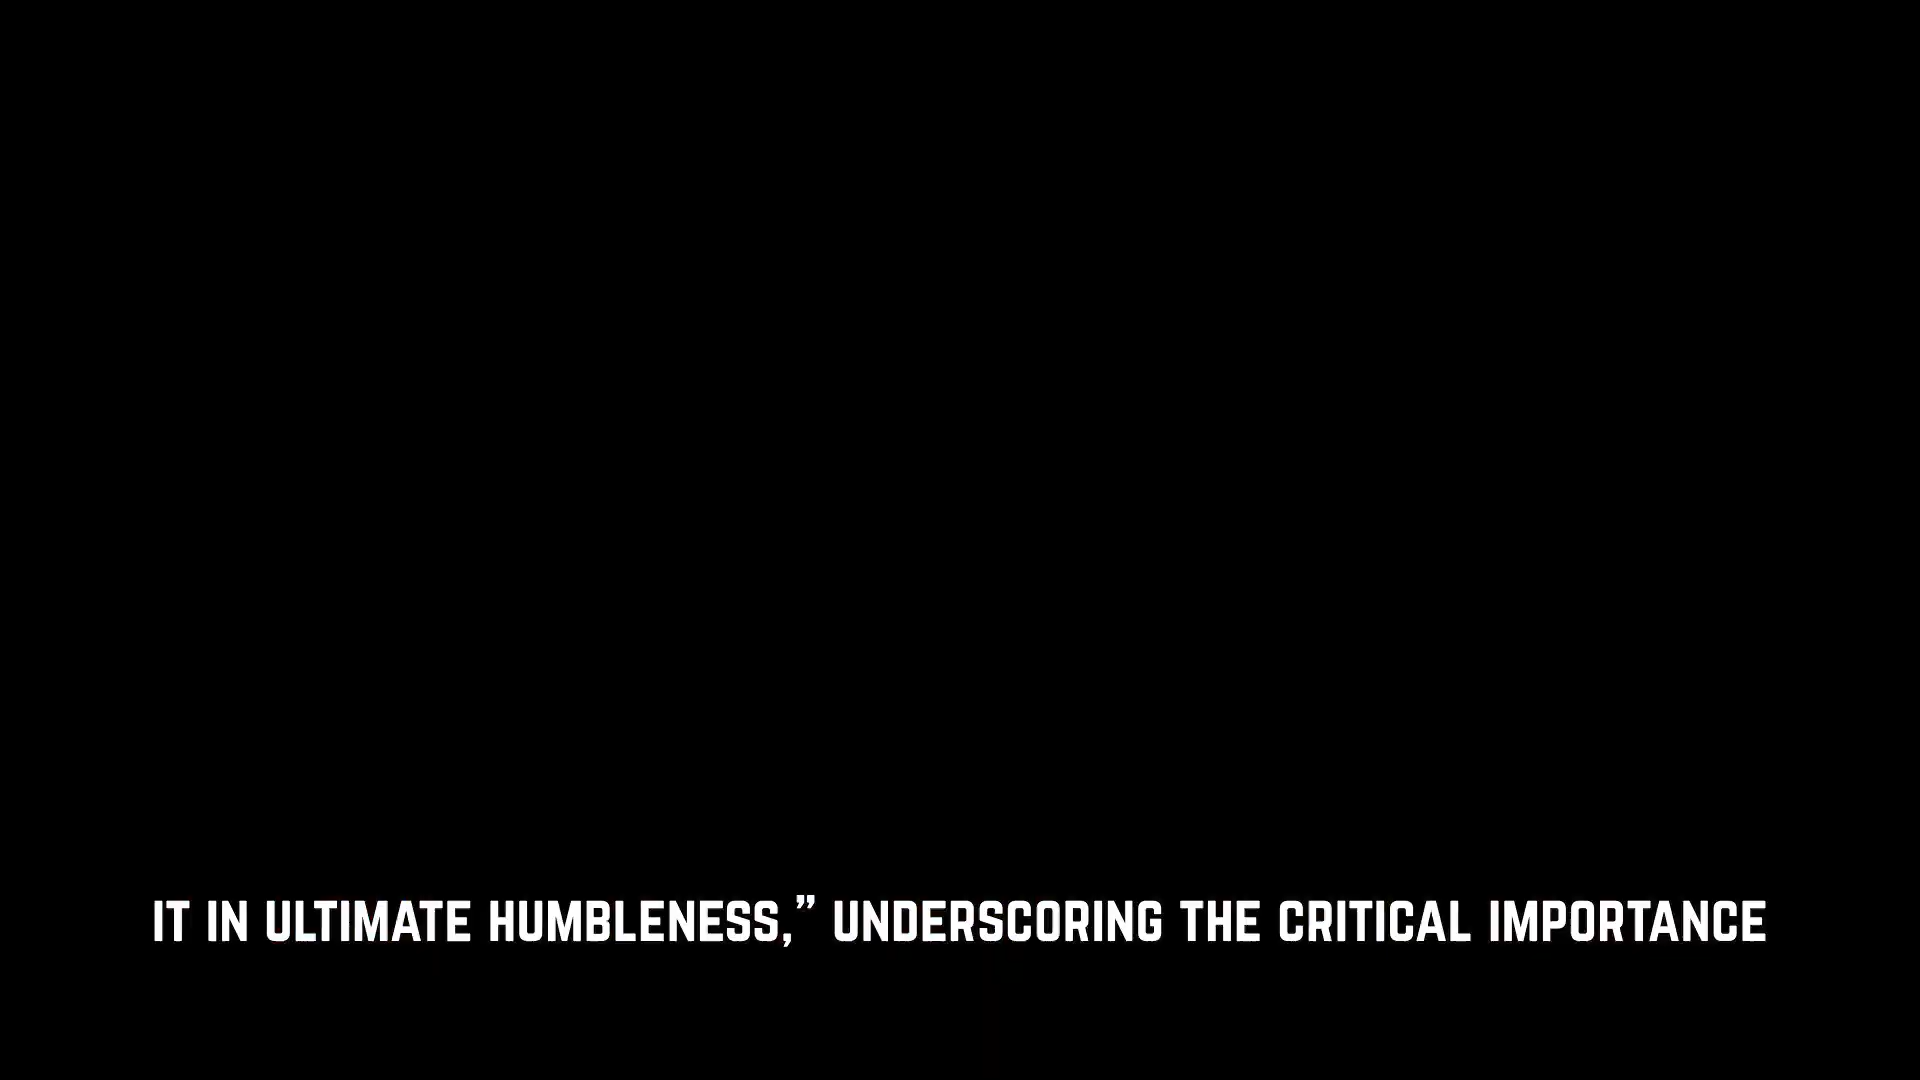 IT IN ULTIMATE HUMBLENESS,” UNDERSCORING THE CRITICAL IMPORTANCE